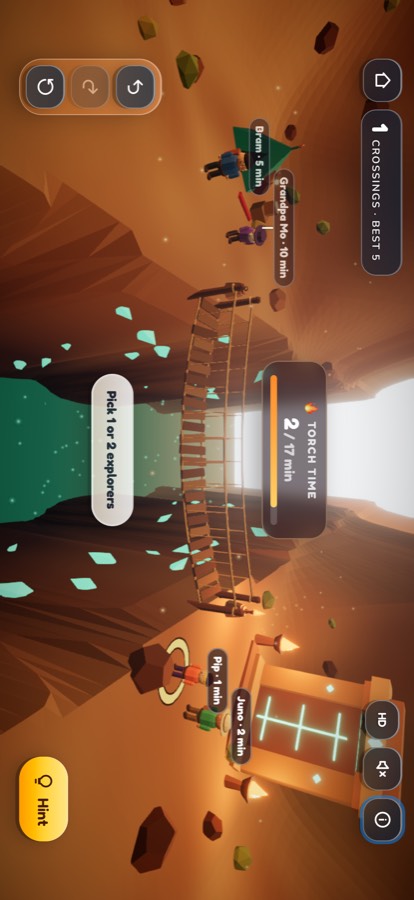 1 CROSSINGS · BEST 5
HD
🔥 TORCH TIME
2 / 17 min
Grandpa Mo · 10 min
Bram · 5 min
Juno · 2 min
Pip · 1 min
Pick 1 or 2 explorers
Hint